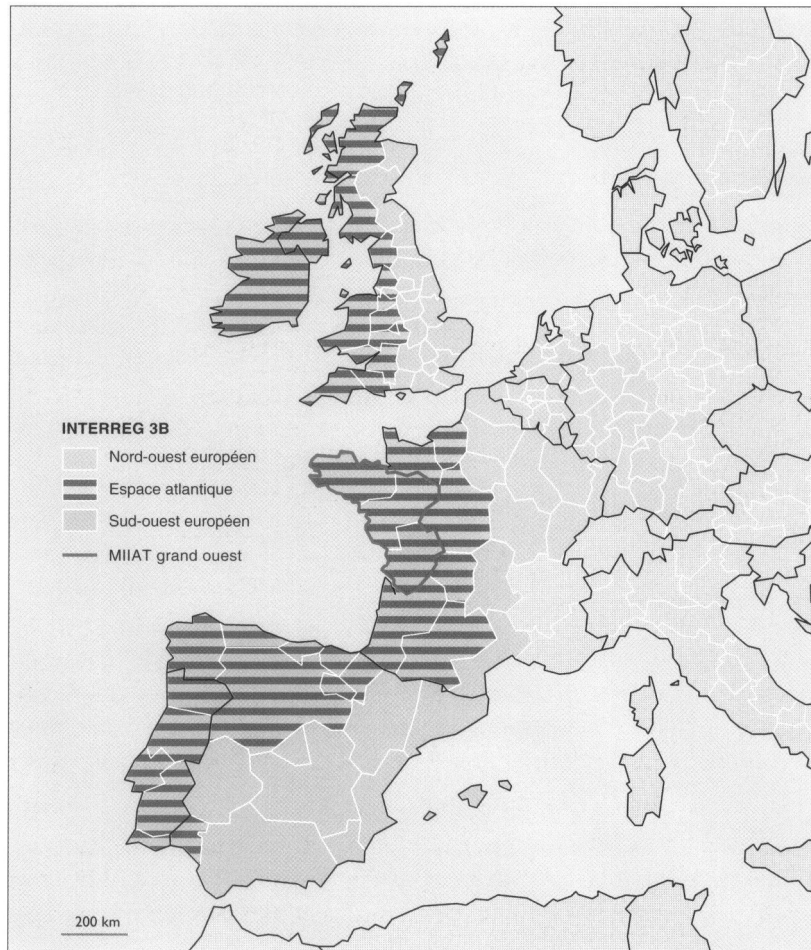 INTERREG 3B
Nord-ouest européen
Espace atlantique
Sud-ouest européen
MIIAT grand ouest
200 km